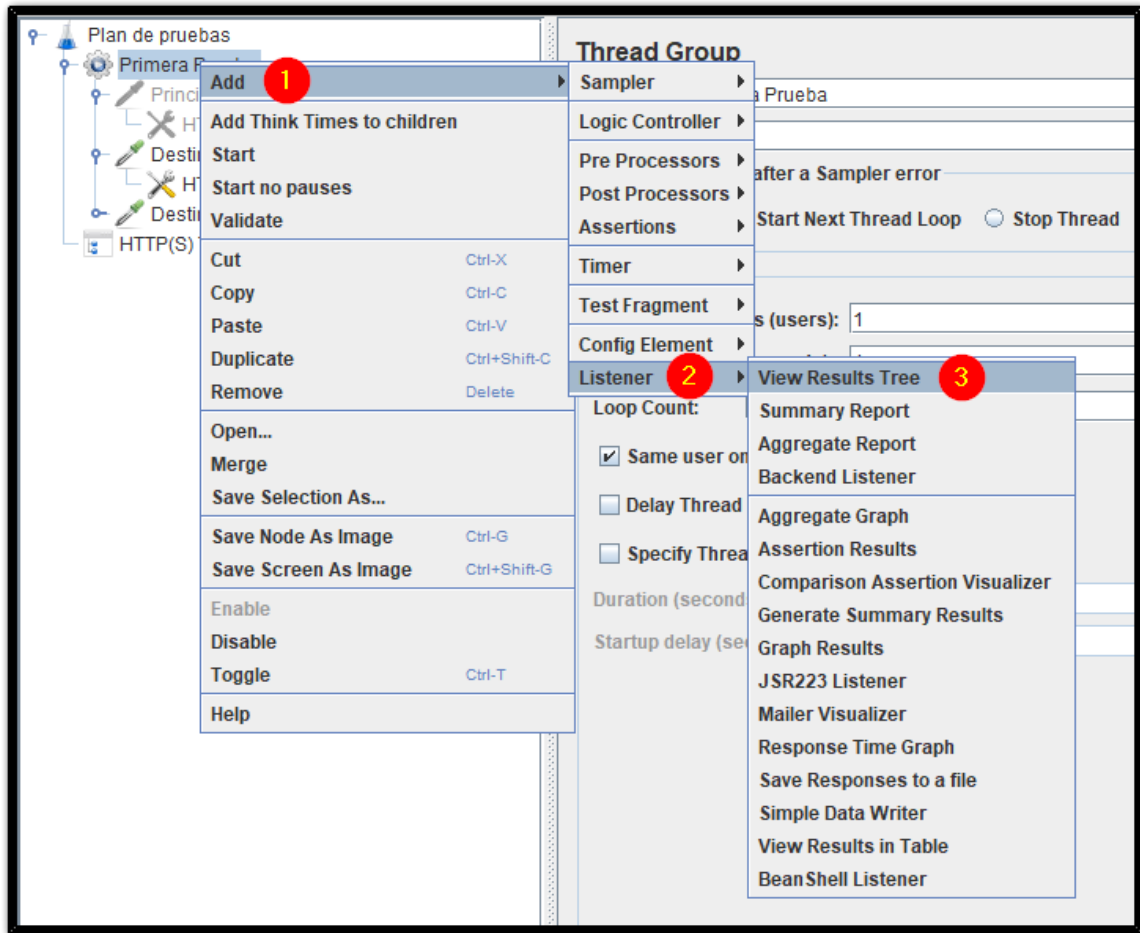 Plan de pruebas
Primera
Princi
HT
Desti
HT
Desti
HTTP(S)
Add 1
Add Think Times to children
Start
Start no pauses
Validate
Cut Ctrl-X
Copy Ctrl-C
Paste Ctrl-V
Duplicate Ctrl+Shift-C
Remove Delete
Open...
Merge
Save Selection As...
Save Node As Image Ctrl-G
Save Screen As Image Ctrl+Shift-G
Enable
Disable
Toggle Ctrl-T
Help
Sampler
Logic Controller
Pre Processors
Post Processors
Assertions
Timer
Test Fragment
Config Element
Listener 2
View Results Tree 3
Summary Report
Aggregate Report
Backend Listener
Aggregate Graph
Assertion Results
Comparison Assertion Visualizer
Generate Summary Results
Graph Results
JSR223 Listener
Mailer Visualizer
Response Time Graph
Save Responses to a file
Simple Data Writer
View Results in Table
BeanShell Listener
Thread Group
a Prueba
after a Sampler error
Start Next Thread Loop Stop Thread
s (users): 1
Loop Count:
Same user on
Delay Thread
Specify Threa
Duration (second
Startup delay (se